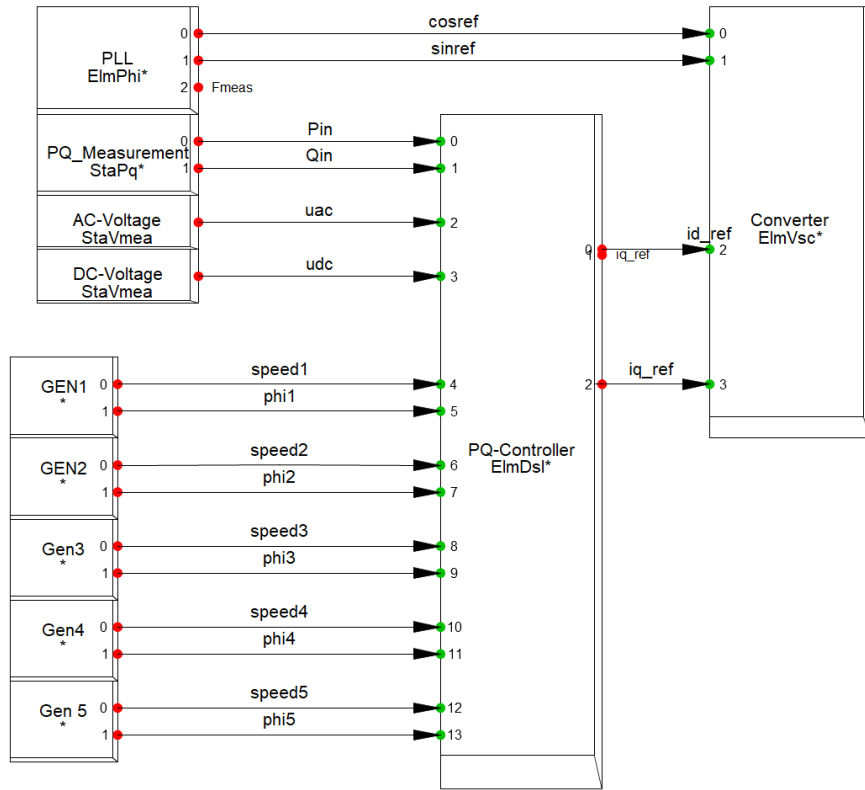 cosref
0
0
PLL
ElmPhi*
sinref
1
1
2
Fmeas
Pin
0
0
PQ_Measurement
StaPq*
Qin
1
1
AC-Voltage
StaVmea
uac
2
Converter
ElmVsc*
id_ref
0
2
1
iq_ref
DC-Voltage
StaVmea
udc
3
GEN1
*
0
speed1
4
1
phi1
5
2
iq_ref
3
GEN2
*
0
speed2
6
1
phi2
7
PQ-Controller
ElmDsl*
Gen3
*
0
speed3
8
1
phi3
9
Gen4
*
0
speed4
10
1
phi4
11
Gen 5
*
0
speed5
12
1
phi5
13